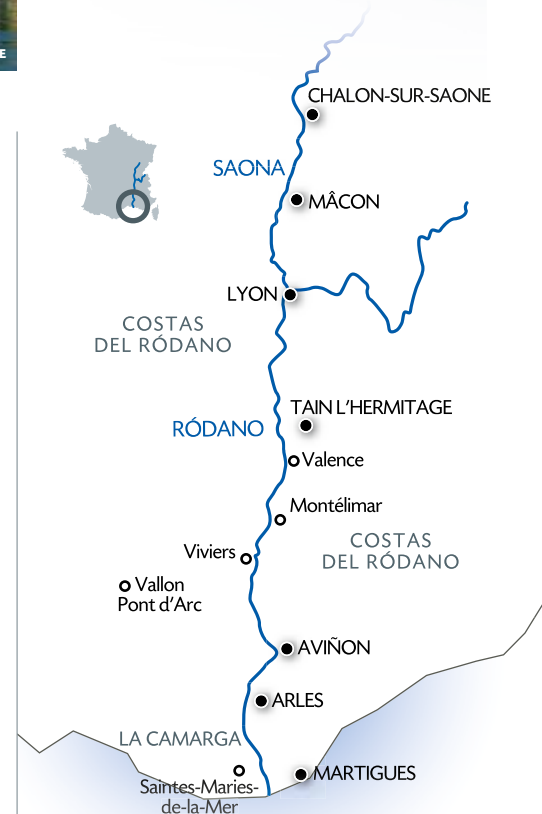 E
CHALON-SUR-SAONE
SAONA
MÂCON
LYON
COSTAS
DEL RÓDANO
TAIN L'HERMITAGE
RÓDANO
Valence
Montélimar
COSTAS
DEL RÓDANO
Viviers
Vallon
Pont d'Arc
AVIÑON
ARLES
LA CAMARGA
MARTIGUES
Saintes-Maries-
de-la-Mer